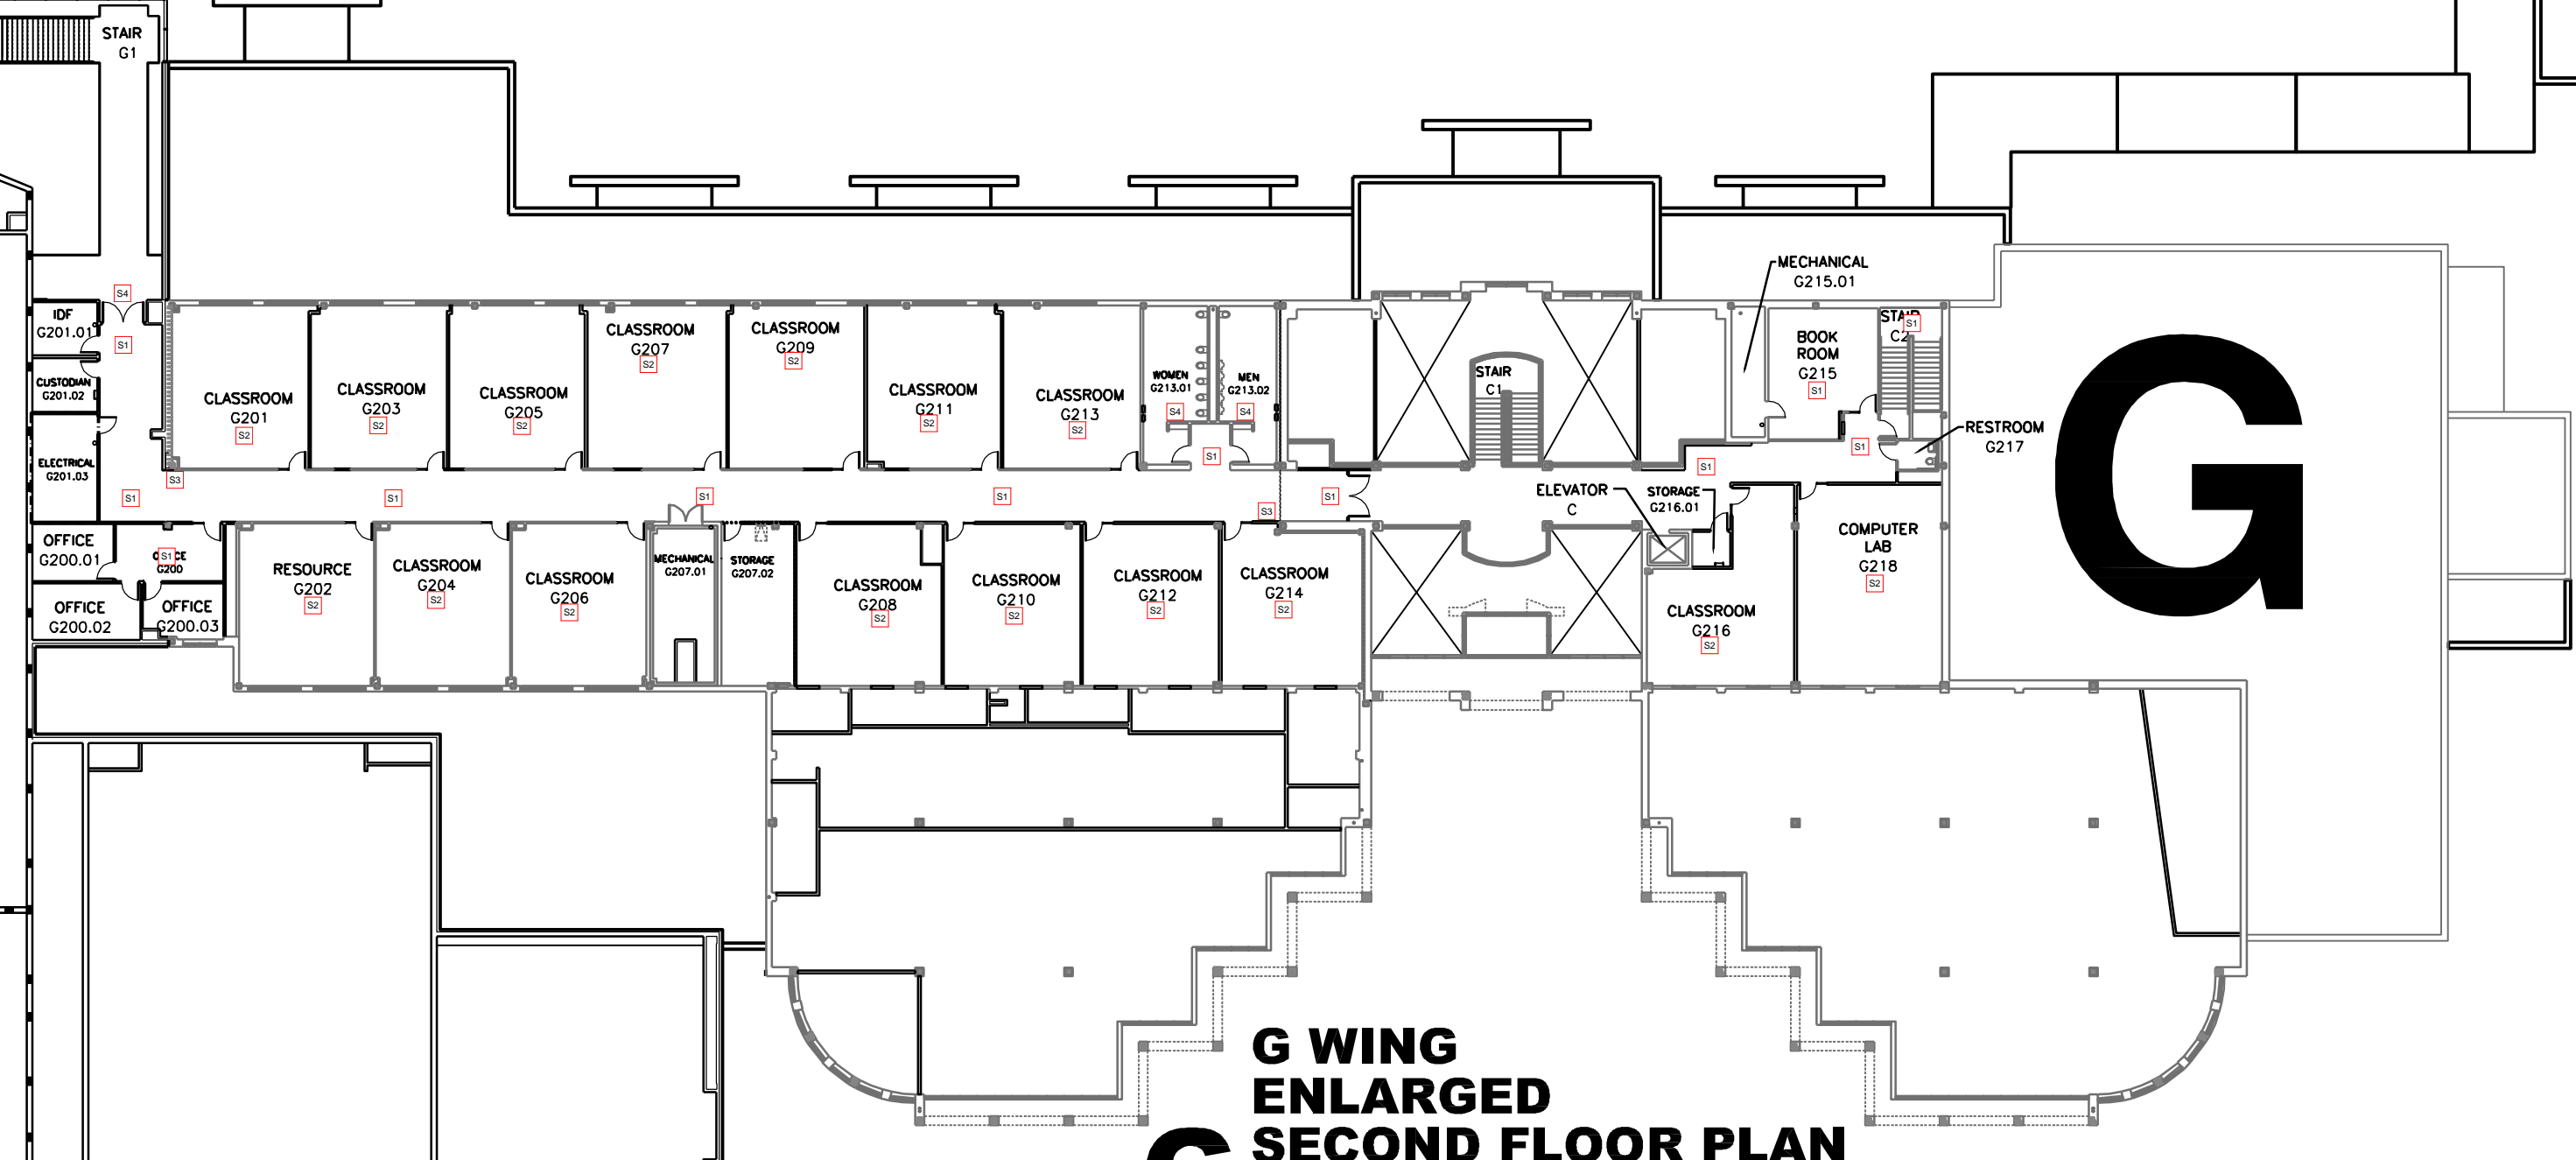 STAIR
G1
MECHANICAL
G215.01
S4
IDF
G201.01
S1
CUSTODIAN
G201.02
ELECTRICAL
G201.03
CLASSROOM
G201
S2
CLASSROOM
G203
S2
CLASSROOM
G205
S2
CLASSROOM
G207
S2
CLASSROOM
G209
S2
CLASSROOM
G211
S2
CLASSROOM
G213
S2
WOMEN
G213.01
S4
MEN
G213.02
S4
S1
STAIR
C1
BOOK
ROOM
G215
S1
STAIR
S1
C2
S1
RESTROOM
G217
S3
S1
S1
S1
S1
S3
S1
S1
ELEVATOR
C
STORAGE
G216.01
OFFICE
G200.01
S1
G200
OFFICE
G200.02
OFFICE
G200.03
RESOURCE
G202
S2
CLASSROOM
G204
S2
CLASSROOM
G206
S2
MECHANICAL
G207.01
STORAGE
G207.02
CLASSROOM
G208
S2
CLASSROOM
G210
S2
CLASSROOM
G212
S2
CLASSROOM
G214
S2
CLASSROOM
G216
S2
COMPUTER
LAB
G218
S2
G
G WING
ENLARGED
SECOND FLOOR PLAN